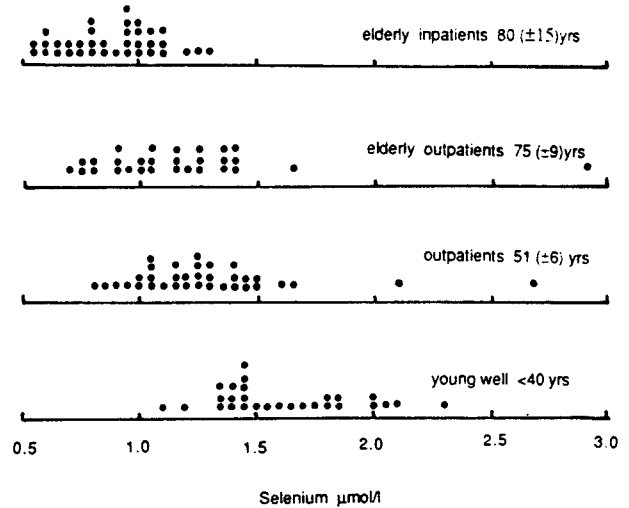 elderly inpatients 80 (±15)yrs
elderly outpatients 75 (±9)yrs
outpatients 51 (±6) yrs
young well <40 yrs
0.5 1.0 1.5 2.0 2.5 3.0
Selenium µmol/l